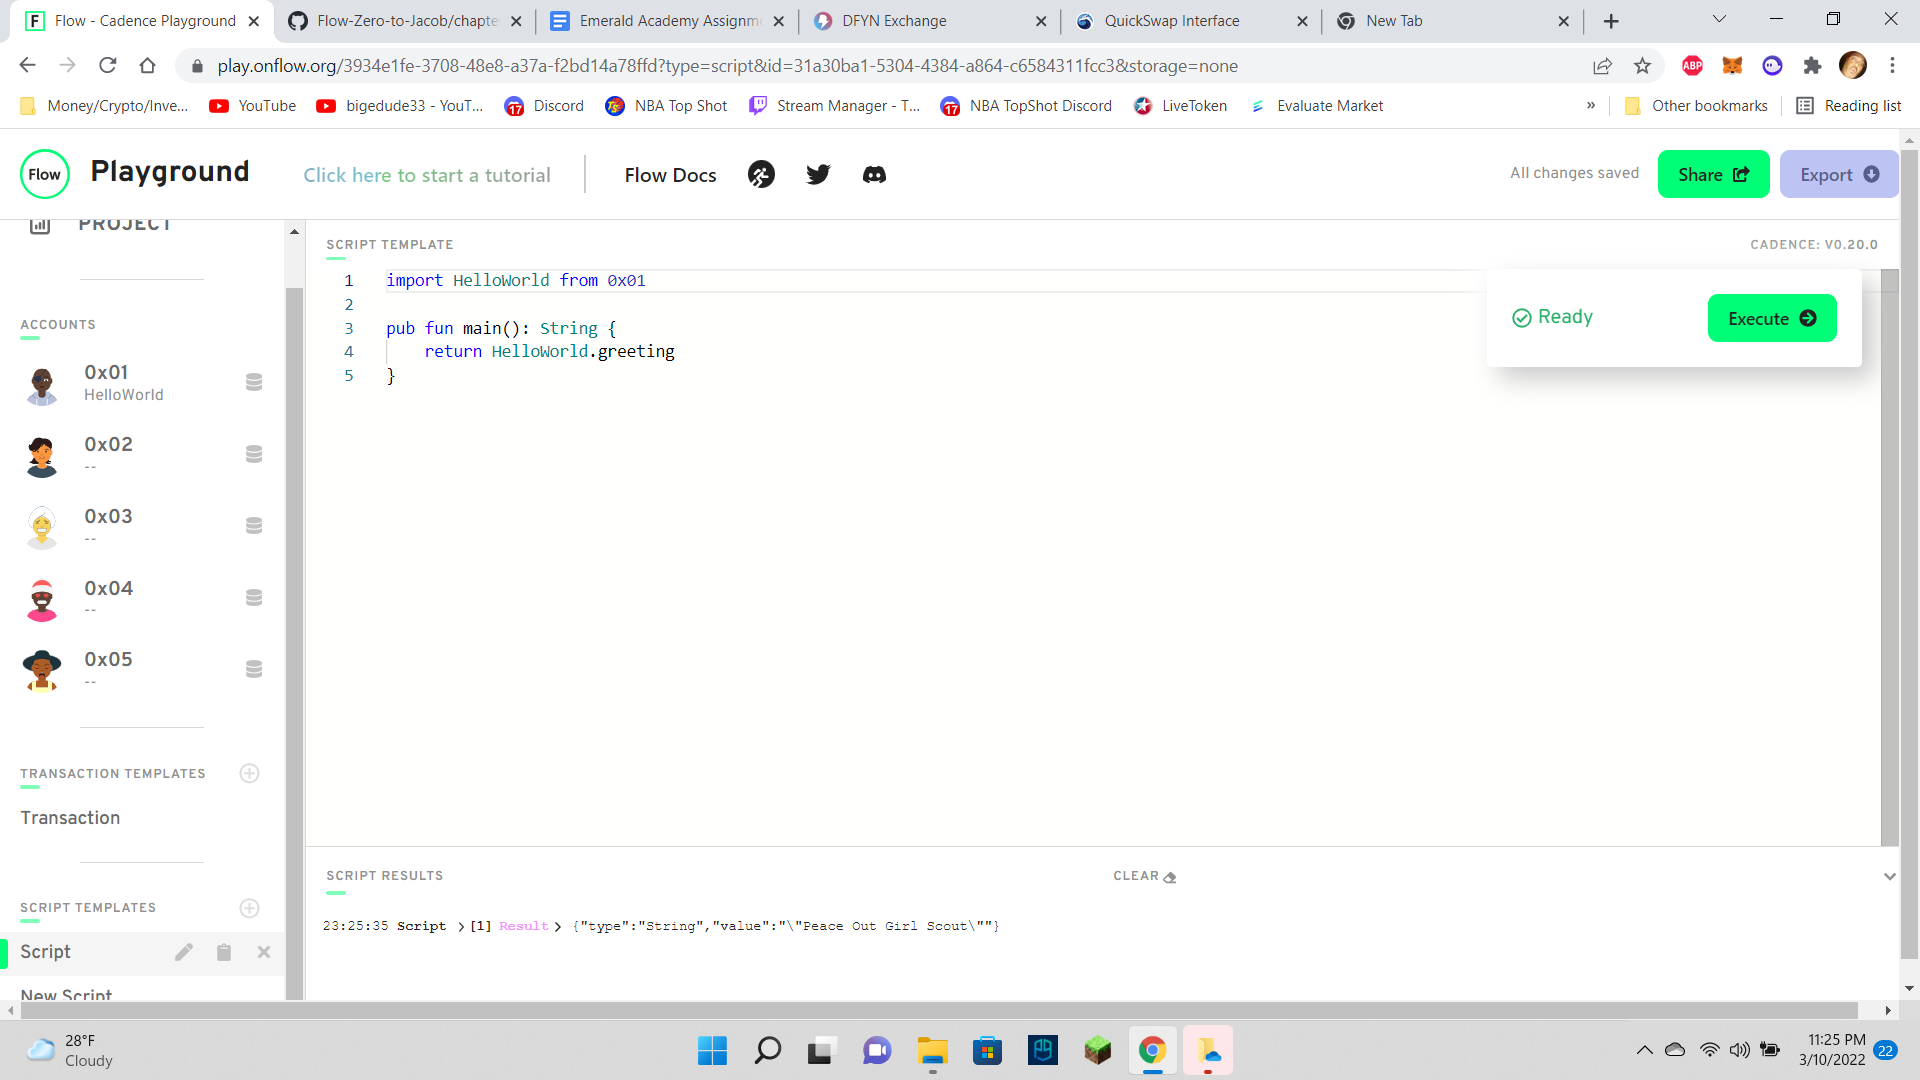 Flow - Cadence Playground
Flow-Zero-to-Jacob/chapte
Emerald Academy Assignm
DFYN Exchange
QuickSwap Interface
New Tab
play.onflow.org/3934e1fe-3708-48e8-a37a-f2bd14a78ffd?type=script&id=31a30ba1-5304-4384-a864-c6584311fcc3&storage=none
ABP
Money/Crypto/Inve...
YouTube
bigedude33 - YouT...
17
Discord
NBA Top Shot
Stream Manager - T...
17
NBA TopShot Discord
LiveToken
Evaluate Market
»
Other bookmarks
Reading list
Flow
Playground
Click here to start a tutorial
Flow Docs
All changes saved
Share
Export
PROJECT
SCRIPT TEMPLATE
CADENCE: V0.20.0
1 import HelloWorld from 0x01
2
3 pub fun main(): String {
4 return HelloWorld.greeting
5 }
Ready
Execute
ACCOUNTS
0x01
HelloWorld
0x02
--
0x03
--
0x04
--
0x05
--
TRANSACTION TEMPLATES
Transaction
SCRIPT TEMPLATES
Script
New Script
SCRIPT RESULTS
CLEAR
23:25:35 Script > [1] Result > {"type":"String","value":"\"Peace Out Girl Scout\""}
28°F
Cloudy
11:25 PM
3/10/2022
22